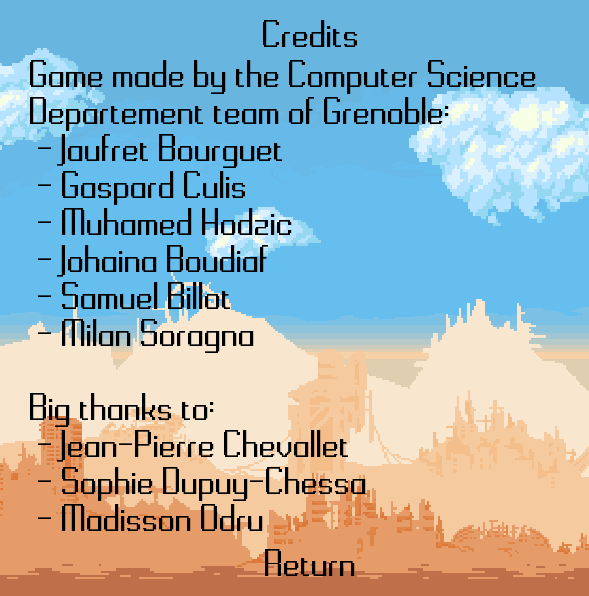 Credits
Game made by the Computer Science
Departement team of Grenoble:
- Jaufret Bourguet
- Gaspard Culis
- Muhamed Hodzic
- Johaina Boudiaf
- Samuel Billot
- Milan Soragna
Big thanks to:
- Jean-Pierre Chevallet
- Sophie Dupuy-Chessa
- Madisson Odru
Return